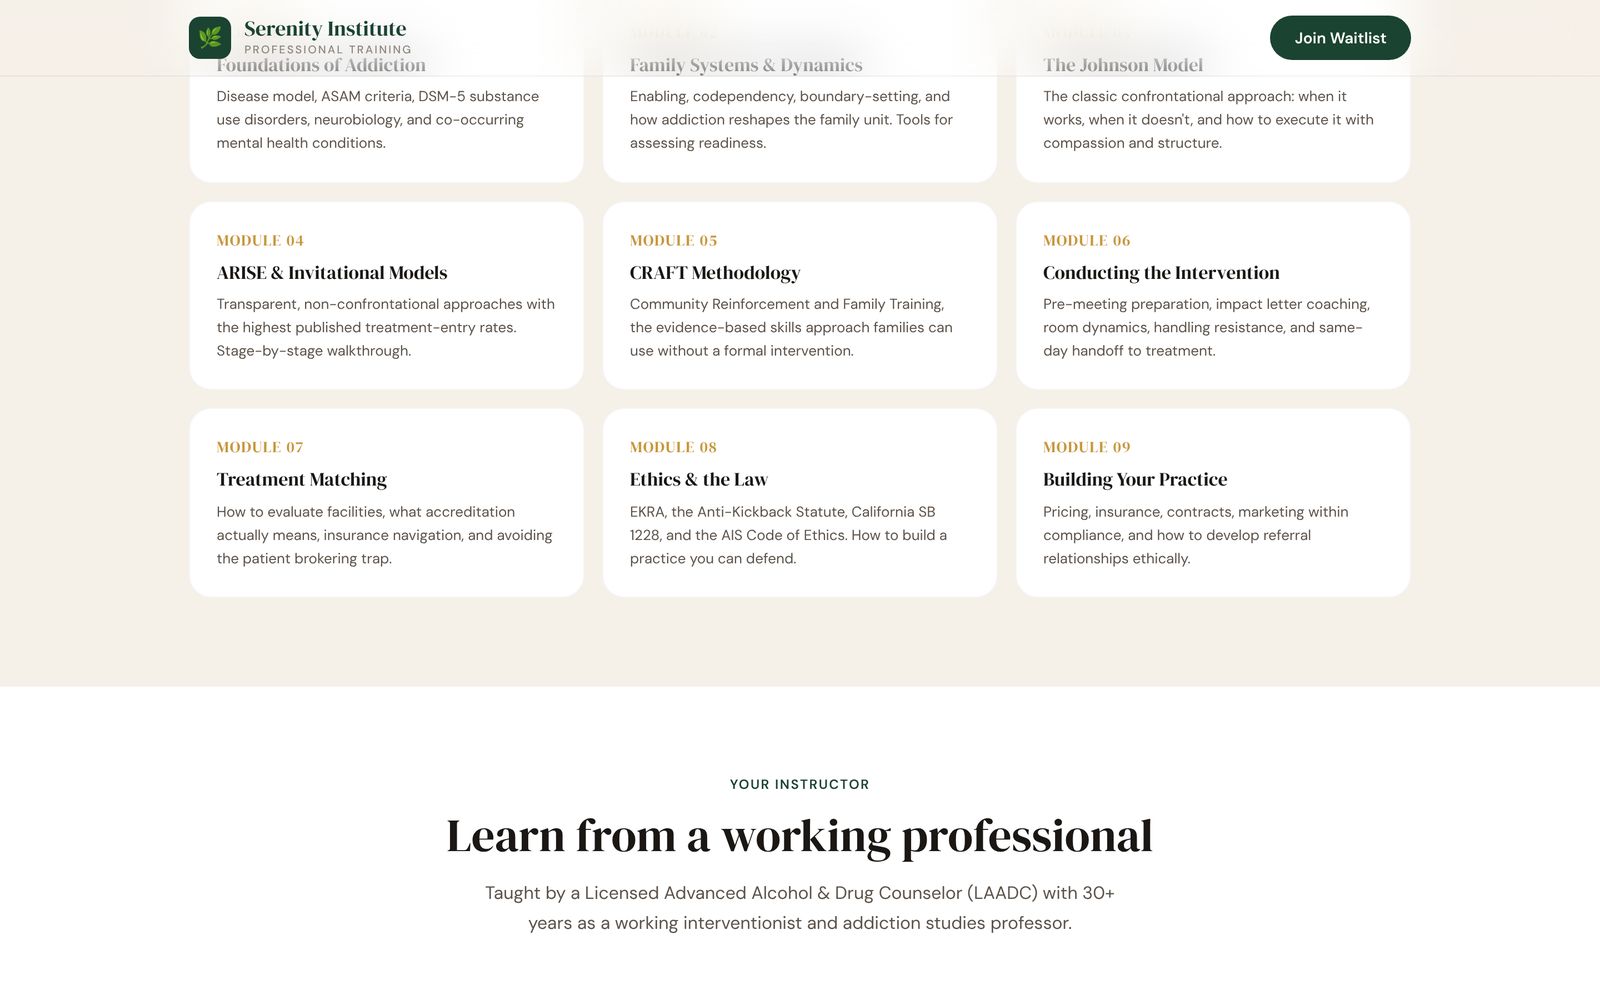 Serenity Institute
PROFESSIONAL TRAINING
Join Waitlist
Foundations of Addiction
Disease model, ASAM criteria, DSM-5 substance
use disorders, neurobiology, and co-occurring
mental health conditions.
MODULE 02
Family Systems & Dynamics
Enabling, codependency, boundary-setting, and
how addiction reshapes the family unit. Tools for
assessing readiness.
The Johnson Model
The classic confrontational approach: when it
works, when it doesn't, and how to execute it with
compassion and structure.
MODULE 04
ARISE & Invitational Models
Transparent, non-confrontational approaches with
the highest published treatment-entry rates.
Stage-by-stage walkthrough.
MODULE 05
CRAFT Methodology
Community Reinforcement and Family Training,
the evidence-based skills approach families can
use without a formal intervention.
MODULE 06
Conducting the Intervention
Pre-meeting preparation, impact letter coaching,
room dynamics, handling resistance, and same-
day handoff to treatment.
MODULE 07
Treatment Matching
How to evaluate facilities, what accreditation
actually means, insurance navigation, and avoiding
the patient brokering trap.
MODULE 08
Ethics & the Law
EKRA, the Anti-Kickback Statute, California SB
1228, and the AIS Code of Ethics. How to build a
practice you can defend.
MODULE 09
Building Your Practice
Pricing, insurance, contracts, marketing within
compliance, and how to develop referral
relationships ethically.
YOUR INSTRUCTOR
Learn from a working professional
Taught by a Licensed Advanced Alcohol & Drug Counselor (LAADC) with 30+
years as a working interventionist and addiction studies professor.